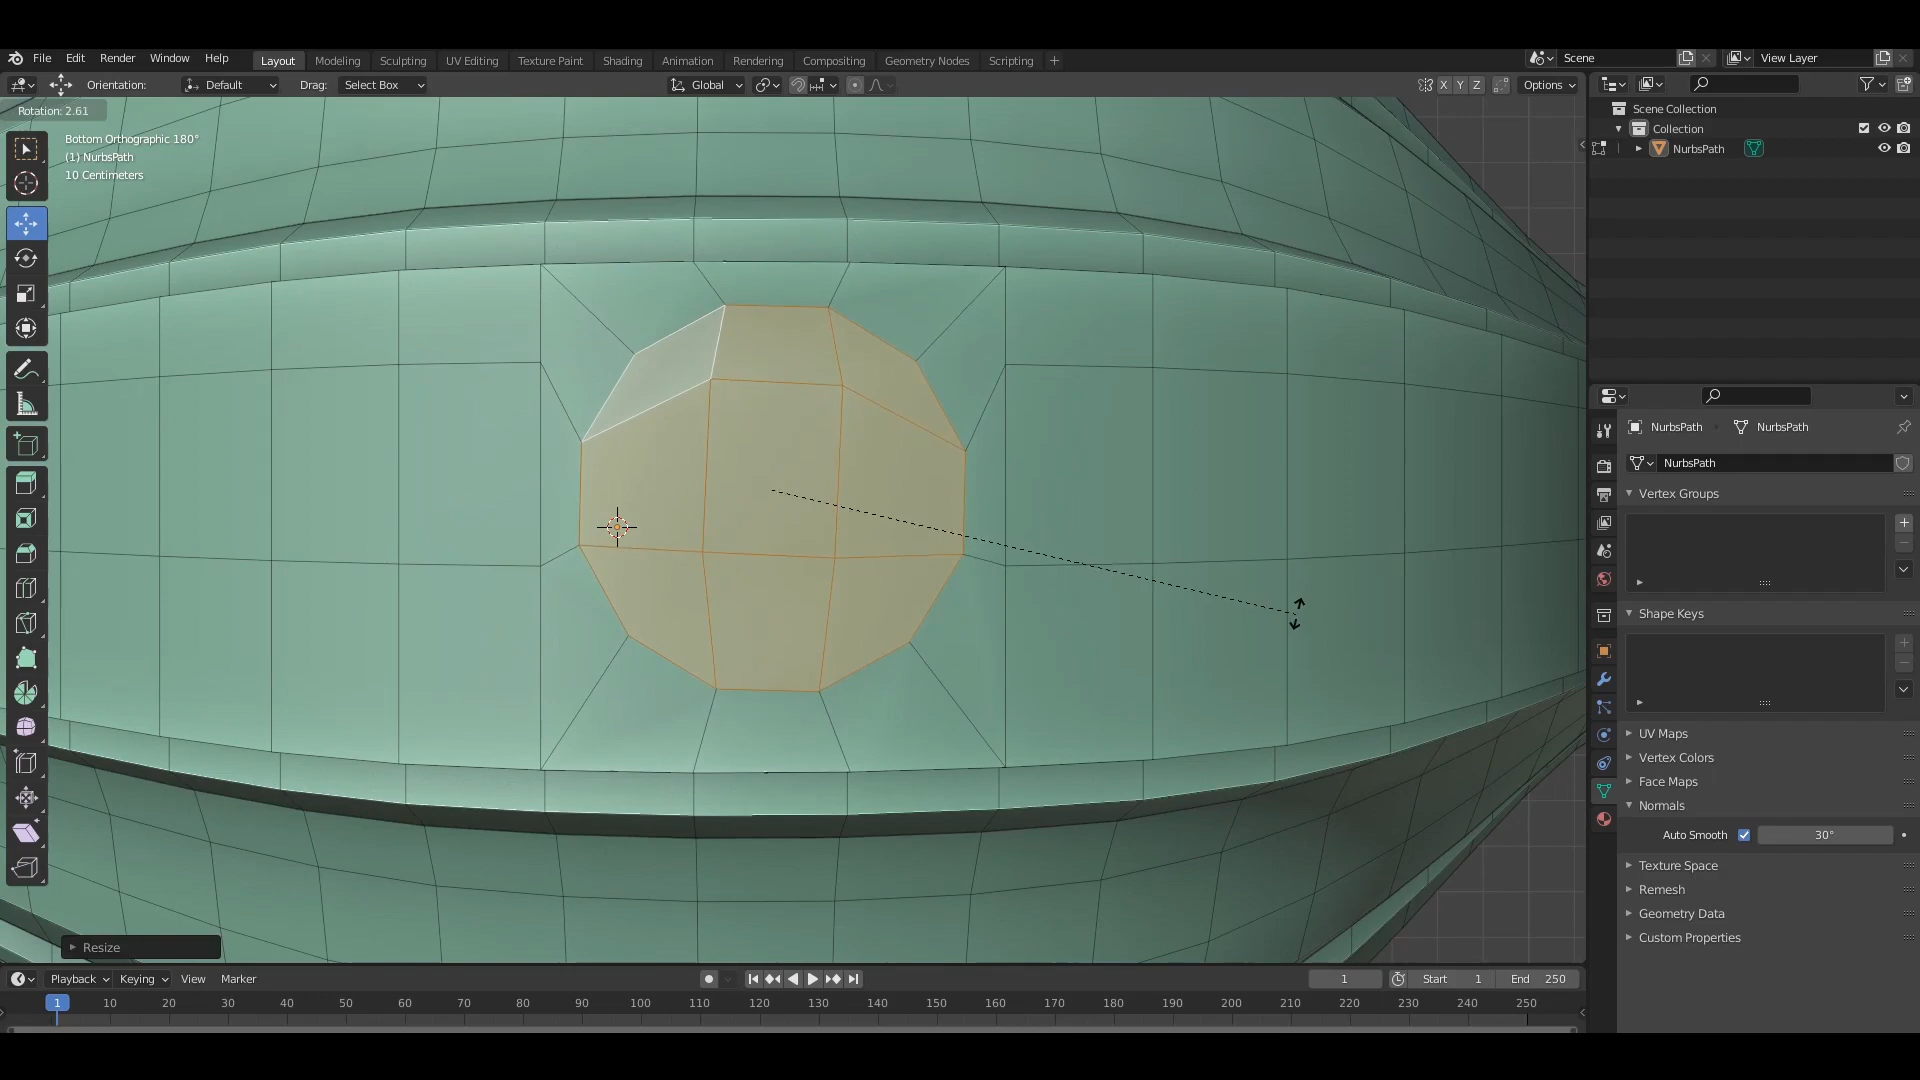 File Edit Render Window Help Layout Modeling Sculpting UV Editing Texture Paint Shading Animation Rendering Compositing Geometry Nodes Scripting + Scene View Layer
Orientation: Default Drag: Select Box Global X Y Z Options
Rotation: 2.61
Bottom Orthographic 180°
(1) NurbsPath
10 Centimeters
Scene Collection
Collection
NurbsPath
NurbsPath NurbsPath
NurbsPath
Vertex Groups
Shape Keys
UV Maps
Vertex Colors
Face Maps
Normals
Auto Smooth 30°
Texture Space
Remesh
Geometry Data
Custom Properties
Resize
Playback Keying View Marker 1 Start 1 End 250
1 10 20 30 40 50 60 70 80 90 100 110 120 130 140 150 160 170 180 190 200 210 220 230 240 250